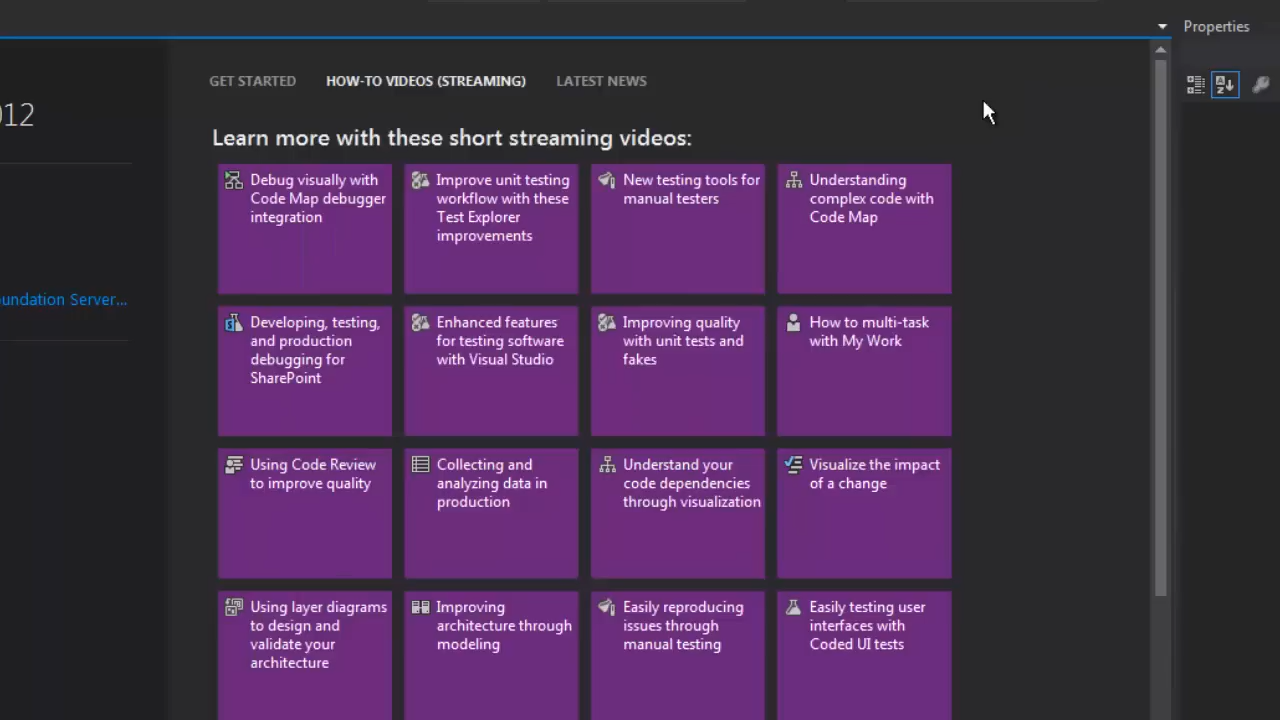 Properties
GET STARTED HOW-TO VIDEOS (STREAMING) LATEST NEWS
012
Learn more with these short streaming videos:
Debug visually with
Code Map debugger
integration
Improve unit testing
workflow with these
Test Explorer
improvements
New testing tools for
manual testers
Understanding
complex code with
Code Map
undation Server...
Developing, testing,
and production
debugging for
SharePoint
Enhanced features
for testing software
with Visual Studio
Improving quality
with unit tests and
fakes
How to multi-task
with My Work
Using Code Review
to improve quality
Collecting and
analyzing data in
production
Understand your
code dependencies
through visualization
Visualize the impact
of a change
Using layer diagrams
to design and
validate your
architecture
Improving
architecture through
modeling
Easily reproducing
issues through
manual testing
Easily testing user
interfaces with
Coded UI tests